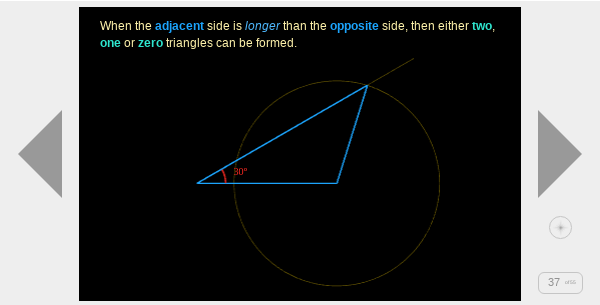 When the adjacent side is longer than the opposite side, then either two,
one or zero triangles can be formed.
30°
37